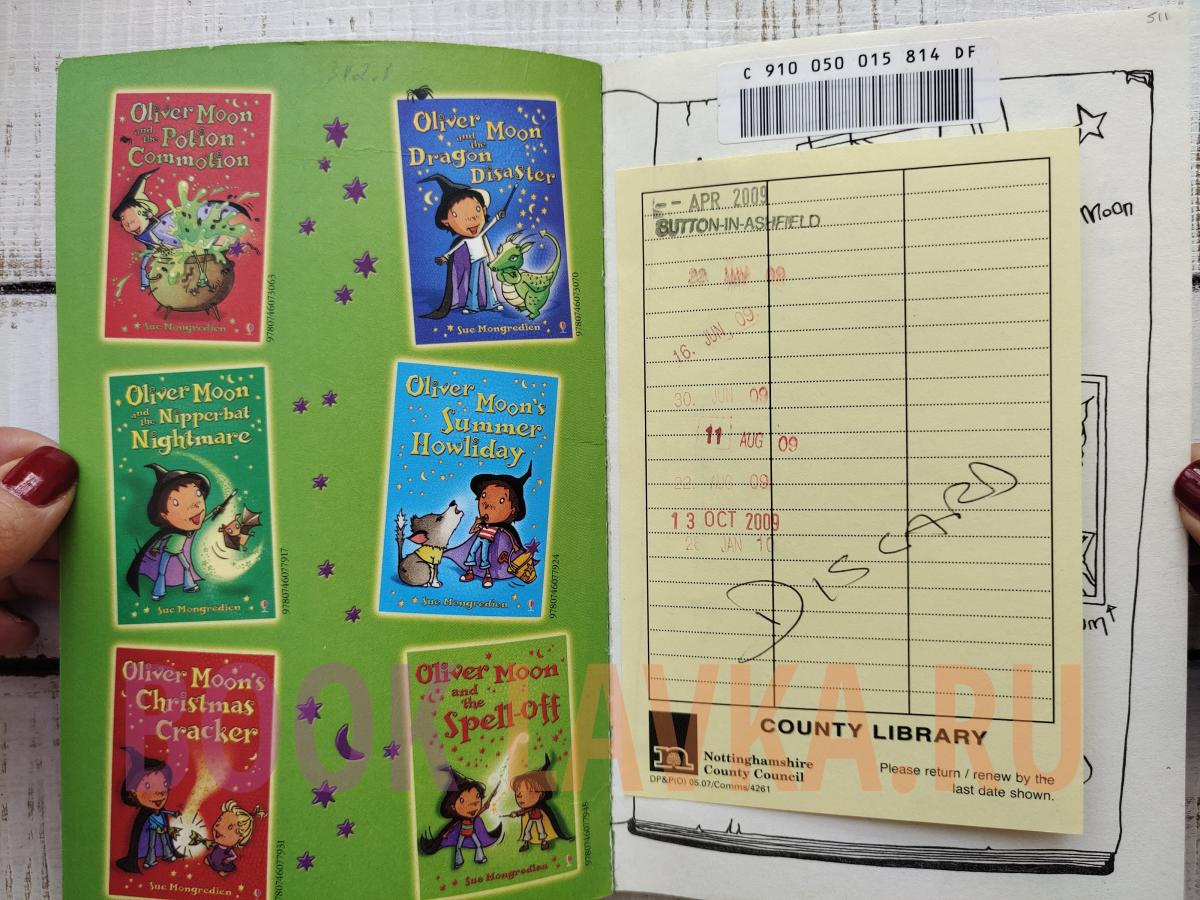 Oliver Moon
and the Potion
Commotion
Sue Mongredien
9780746073063
Oliver
and Moon
the
Dragon
Disaster
Sue Mongredien
9780746073070
Oliver Moon
and the Nipperbat
Nightmare
Sue Mongredien
9780746077917
Oliver
Moon's
Summer
Howliday
Sue Mongredien
9780746077924
Oliver Moon's
Christmas
Cracker
Sue Mongredien
9780746077931
Oliver Moon
and the
Spell-Off
Sue Mongredien
9780746077948
511
C 910 050 015 814 DF
Moon
- APR 2009
SUTTON-IN-ASHFIELD
16. JUN 09
30. JUN 09
11 AUG 09
13 OCT 2009
DISCARD
COUNTY LIBRARY
n
Nottinghamshire
County Council
DP&P(O) 05.07/Comms/4261
Please return / renew by the
last date shown.
BOOKLAVKA.RU